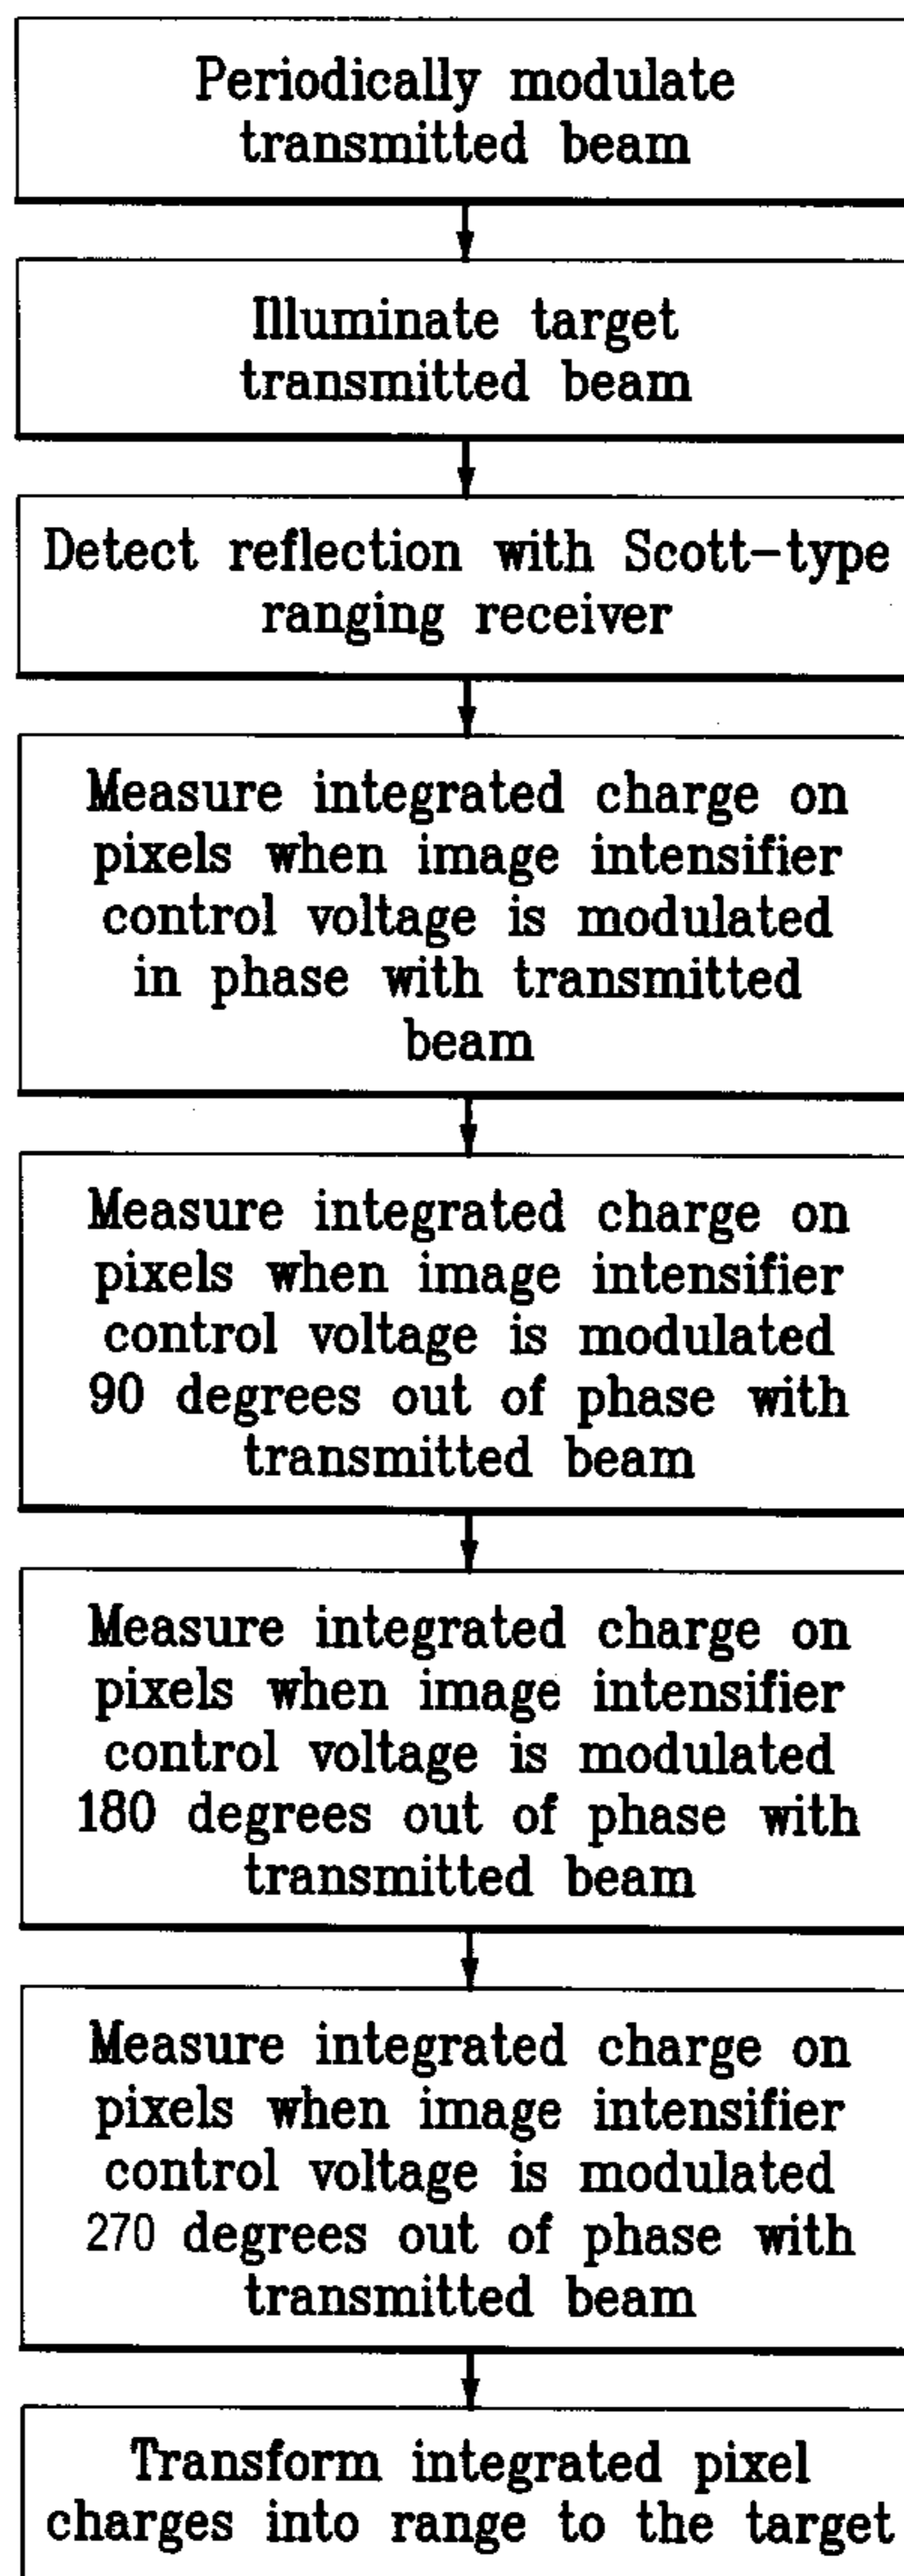 Periodically modulate
transmitted beam
Illuminate target
transmitted beam
Detect reflection with Scott-type
ranging receiver
Measure integrated charge on
pixels when image intensifier
control voltage is modulated
in phase with transmitted
beam
Measure integrated charge on
pixels when image intensifier
control voltage is modulated
90 degrees out of phase with
transmitted beam
Measure integrated charge on
pixels when image intensifier
control voltage is modulated
180 degrees out of phase with
transmitted beam
Measure integrated charge on
pixels when image intensifier
control voltage is modulated
270 degrees out of phase with
transmitted beam
Transform integrated pixel
charges into range to the target